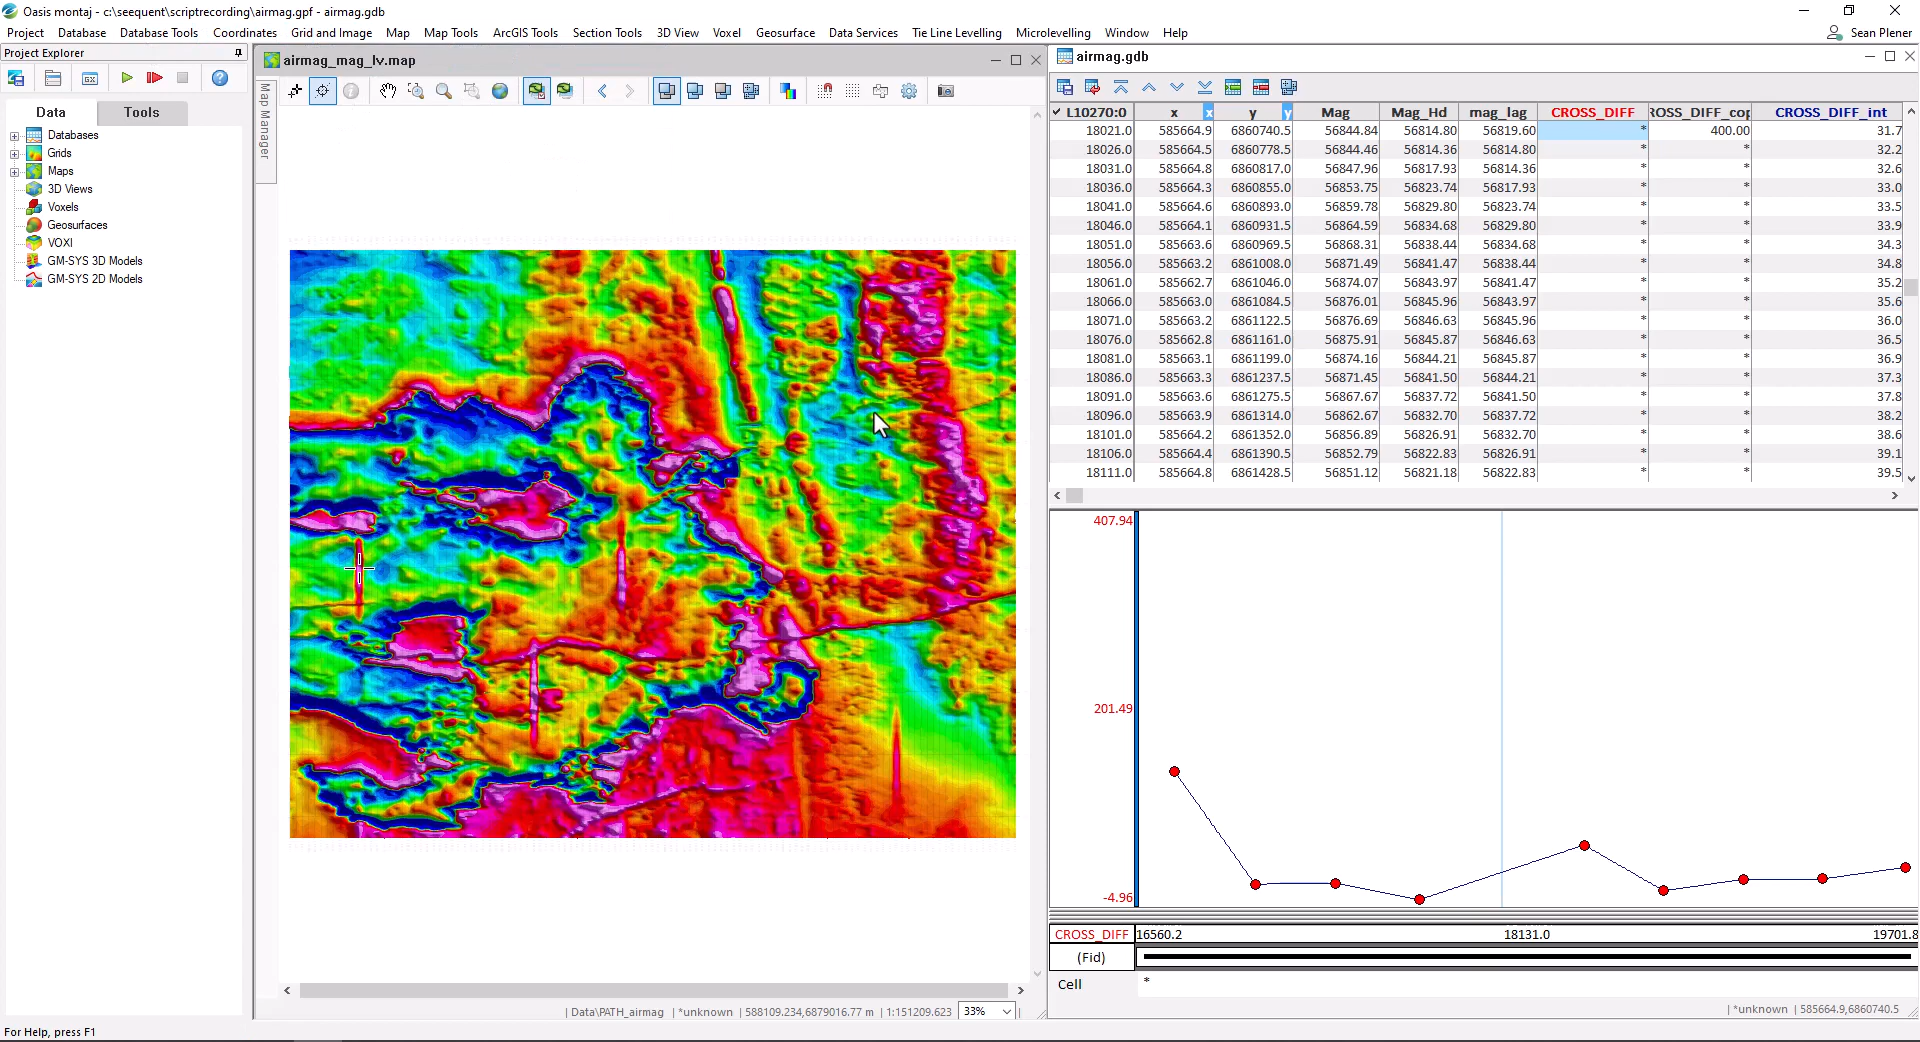 Oasis montaj - c:\seequent\scriptrecording\airmag.gpf - airmag.gdb
Project Database Database Tools Coordinates Grid and Image Map Map Tools ArcGIS Tools Section Tools 3D View Voxel Geosurface Data Services Tie Line Levelling Microlevelling Window Help Sean Plener
Project Explorer
Data Tools
Databases
Grids
Maps
3D Views
Voxels
Geosurfaces
VOXI
GM-SYS 3D Models
GM-SYS 2D Models
airmag_mag_lv.map
Map Manager
| Data\PATH_airmag | *unknown | 588109.234,6879016.77 m | 1:151209.623 33%
airmag.gdb
L10270:0 x x y y Mag Mag_Hd mag_lag CROSS_DIFF ROSS_DIFF_cop CROSS_DIFF_int
18021.0 585664.9 6860740.5 56844.84 56814.80 56819.60 * 400.00 31.7
18026.0 585664.5 6860778.5 56844.46 56814.36 56814.80 * * 32.2
18031.0 585664.8 6860817.0 56847.96 56817.93 56814.36 * * 32.6
18036.0 585664.3 6860855.0 56853.75 56823.74 56817.93 * * 33.0
18041.0 585664.6 6860893.0 56859.78 56829.80 56823.74 * * 33.5
18046.0 585664.1 6860931.5 56864.59 56834.68 56829.80 * * 33.9
18051.0 585663.6 6860969.5 56868.31 56838.44 56834.68 * * 34.3
18056.0 585663.2 6861008.0 56871.49 56841.47 56838.44 * * 34.8
18061.0 585662.7 6861046.0 56874.07 56843.97 56841.47 * * 35.2
18066.0 585663.0 6861084.5 56876.01 56845.96 56843.97 * * 35.6
18071.0 585663.2 6861122.5 56876.69 56846.63 56845.96 * * 36.0
18076.0 585662.8 6861161.0 56875.91 56845.87 56846.63 * * 36.5
18081.0 585663.1 6861199.0 56874.16 56844.21 56845.87 * * 36.9
18086.0 585663.3 6861237.5 56871.45 56841.50 56844.21 * * 37.3
18091.0 585663.6 6861275.5 56867.67 56837.72 56841.50 * * 37.8
18096.0 585663.9 6861314.0 56862.67 56832.70 56837.72 * * 38.2
18101.0 585664.2 6861352.0 56856.89 56826.91 56832.70 * * 38.6
18106.0 585664.4 6861390.5 56852.79 56822.83 56826.91 * * 39.1
18111.0 585664.8 6861428.5 56851.12 56821.18 56822.83 * * 39.5
407.94
201.49
-4.96
CROSS_DIFF 16560.2 18131.0 19701.8
(Fid)
Cell *
| *unknown | 585664.9,6860740.5
For Help, press F1